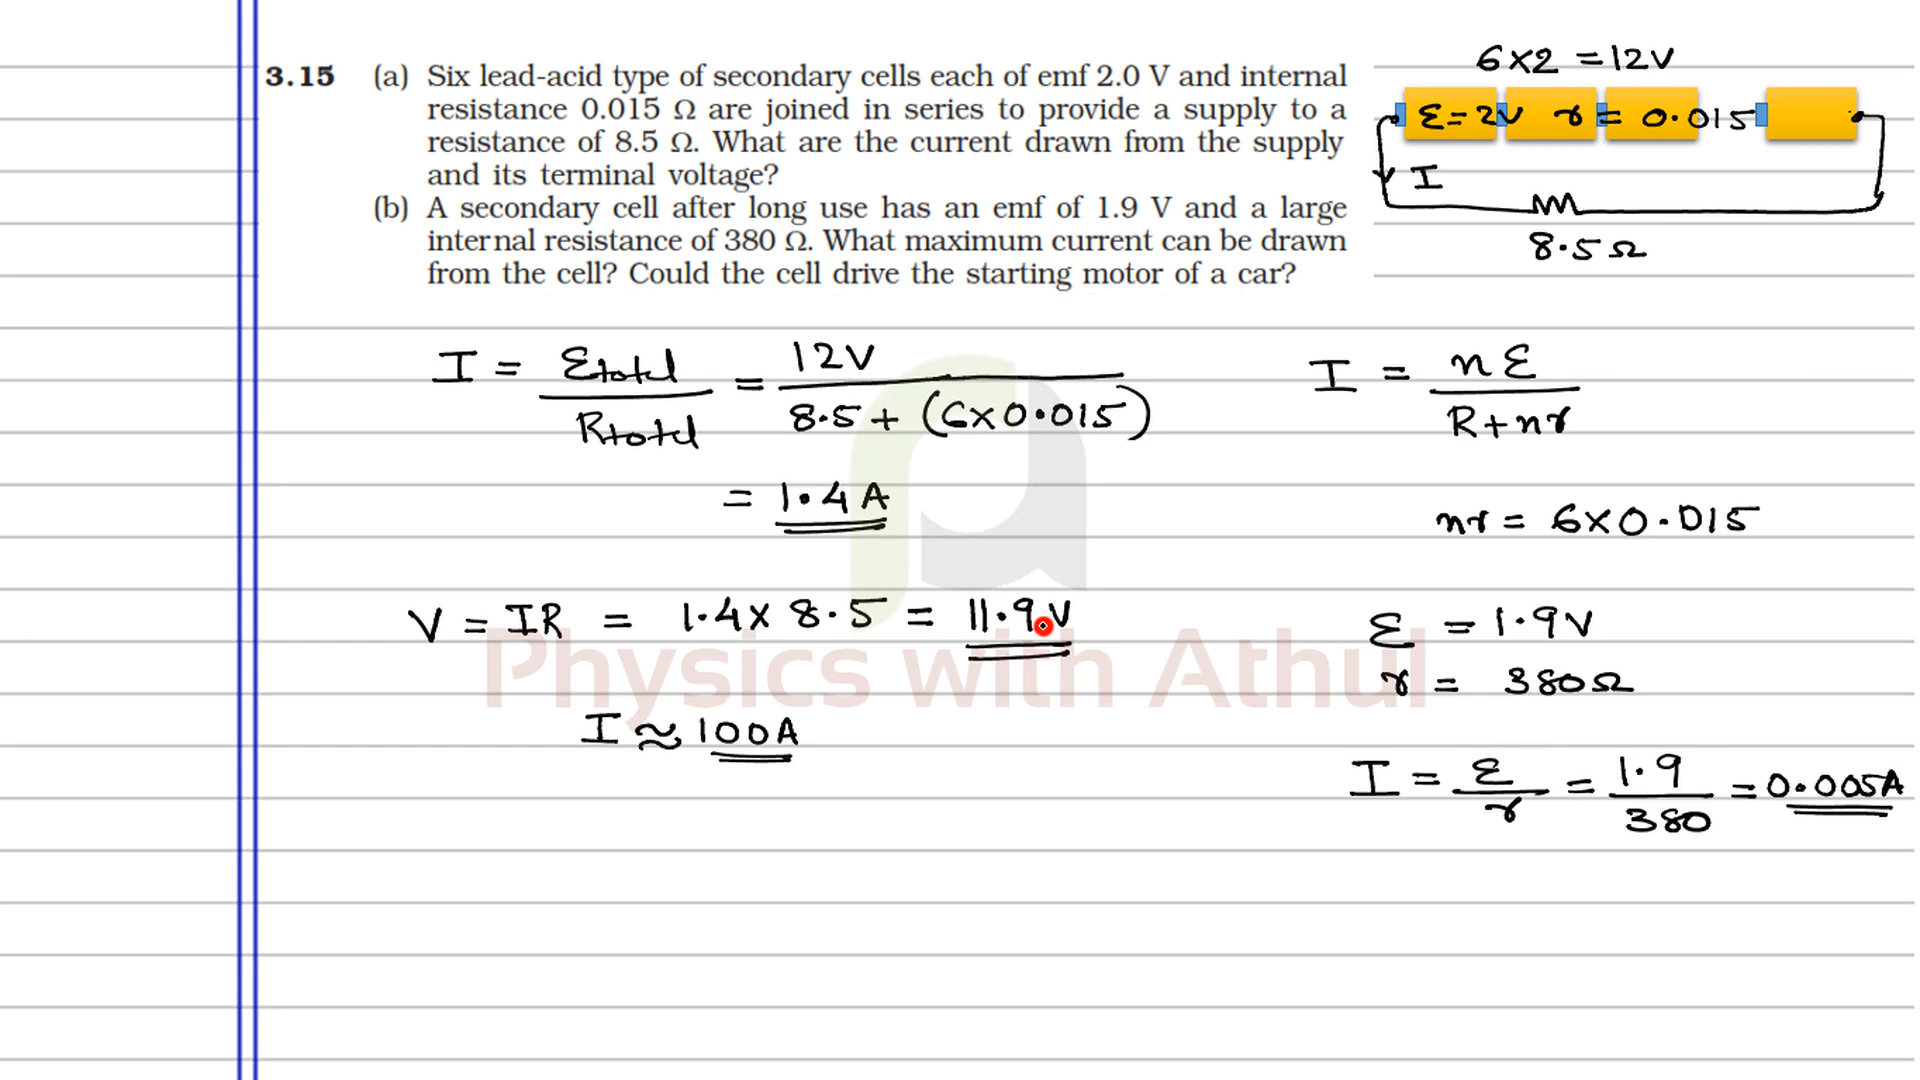 3.15 (a) Six lead-acid type of secondary cells each of emf 2.0 V and internal
resistance 0.015 Ω are joined in series to provide a supply to a
resistance of 8.5 Ω. What are the current drawn from the supply
and its terminal voltage?
(b) A secondary cell after long use has an emf of 1.9 V and a large
internal resistance of 380 Ω. What maximum current can be drawn
from the cell? Could the cell drive the starting motor of a car?
6×2 = 12V
ε = 2V r = 0.015
I
8.5Ω
I = εtotal / Rtotal = 12V / 8.5 + (6×0.015)
= 1.4 A
I = nε / R + nr
nr = 6×0.015
V = IR = 1.4 × 8.5 = 11.9 V
ε = 1.9V
r = 380Ω
Physics with Athul
I ≈ 100A
I = ε / r = 1.9 / 380 = 0.005A